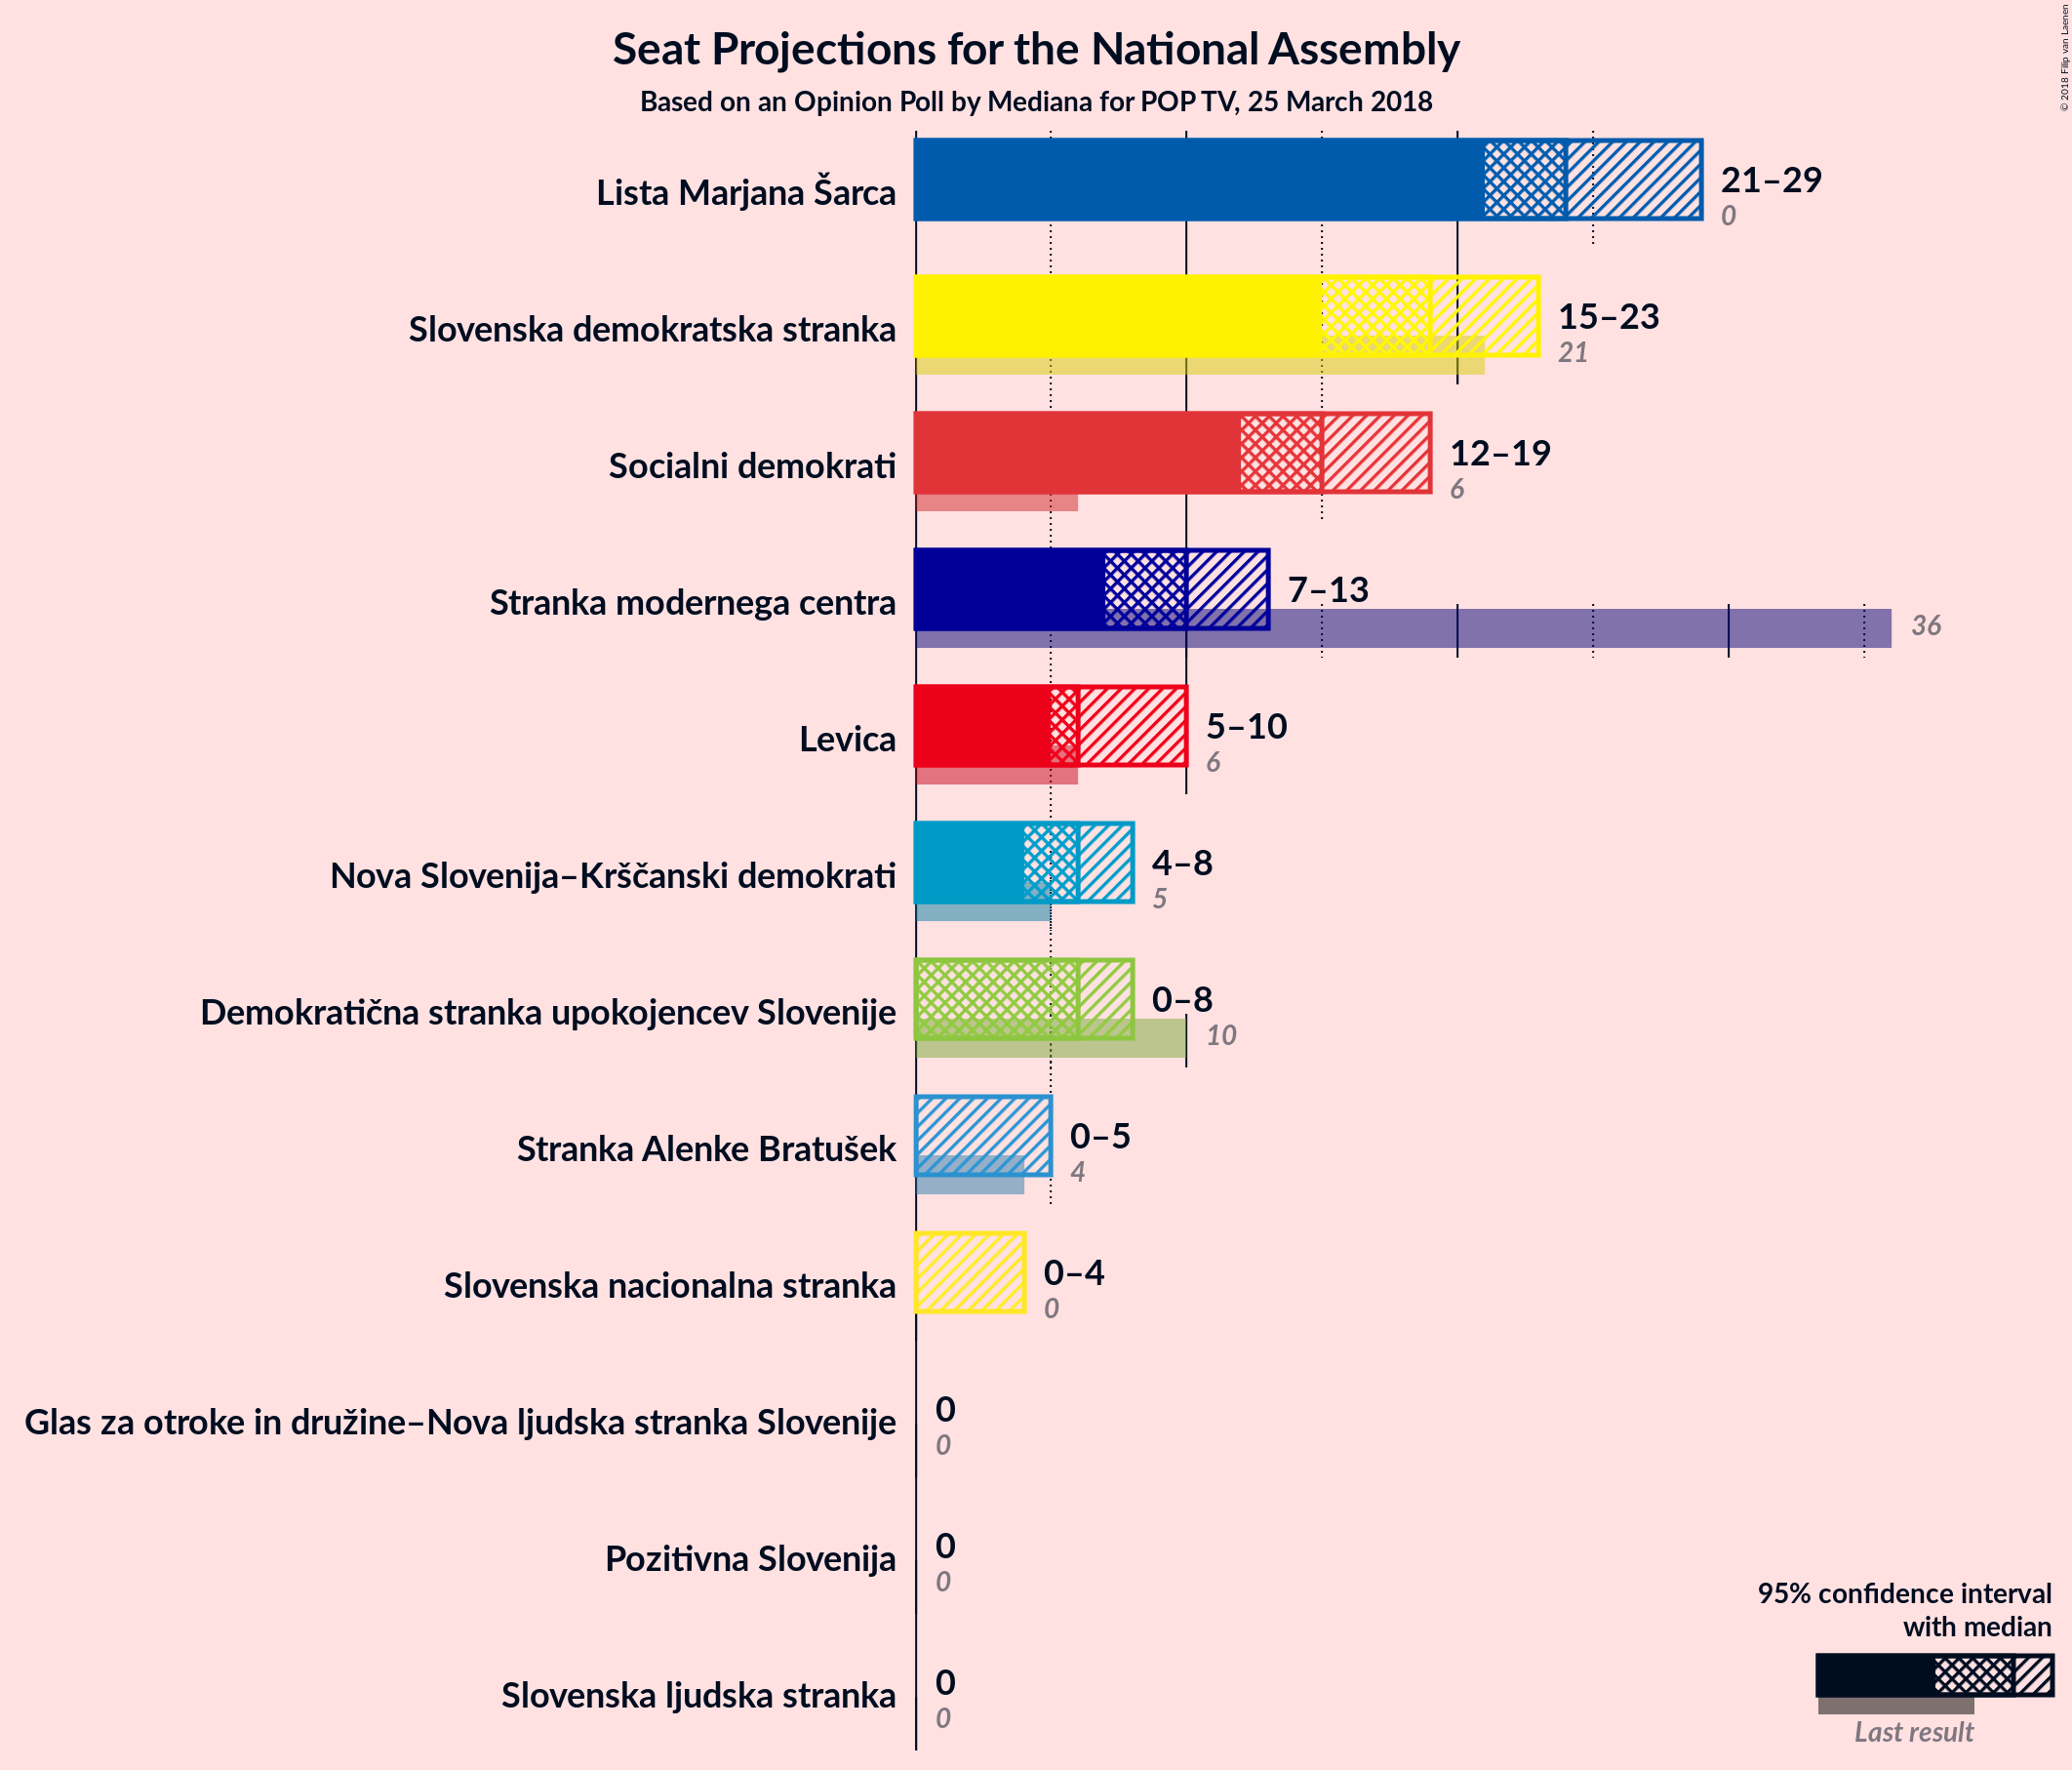 Seat Projections for the National Assembly
Based on an Opinion Poll by Mediana for POP TV, 25 March 2018
© 2018 Filip van Laenen
Lista Marjana Šarca
21–29
0
Slovenska demokratska stranka
15–23
21
Socialni demokrati
12–19
6
Stranka modernega centra
7–13
36
Levica
5–10
6
Nova Slovenija–Krščanski demokrati
4–8
5
Demokratična stranka upokojencev Slovenije
0–8
10
Stranka Alenke Bratušek
0–5
4
Slovenska nacionalna stranka
0–4
0
Glas za otroke in družine–Nova ljudska stranka Slovenije
0
0
Pozitivna Slovenija
0
0
Slovenska ljudska stranka
0
0
95% confidence interval
with median
Last result